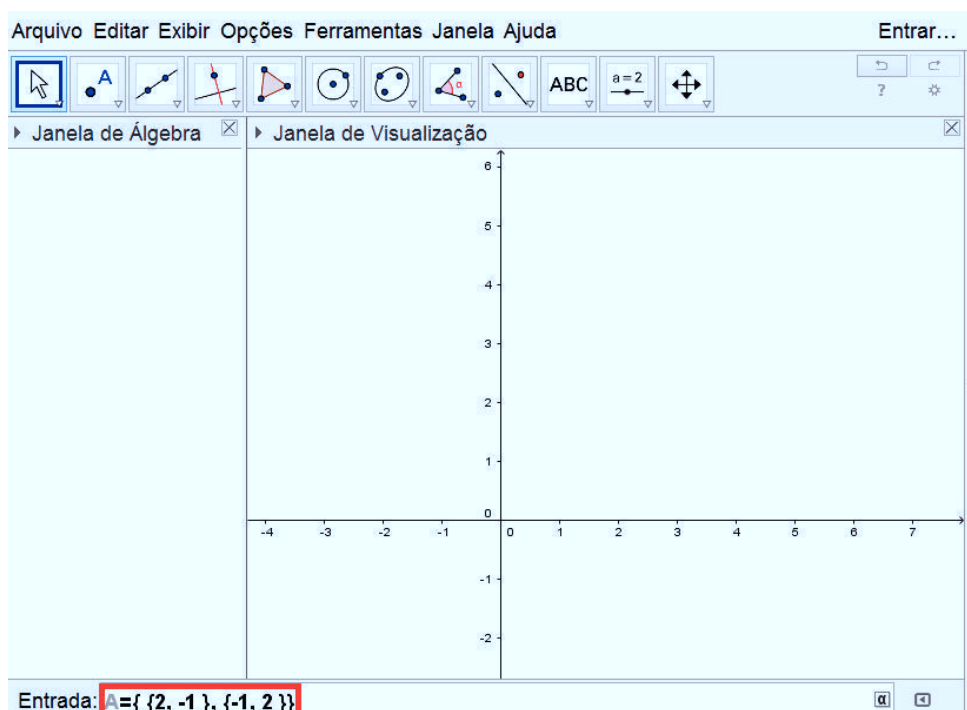 Arquivo Editar Exibir Opções Ferramentas Janela Ajuda Entrar...
A ABC a=2 ?
Janela de Álgebra Janela de Visualização
6
5
4
3
2
1
0
-4 -3 -2 -1 0 1 2 3 4 5 6 7
-1
-2
Entrada: A={ {2, -1 }, {-1, 2 }} α